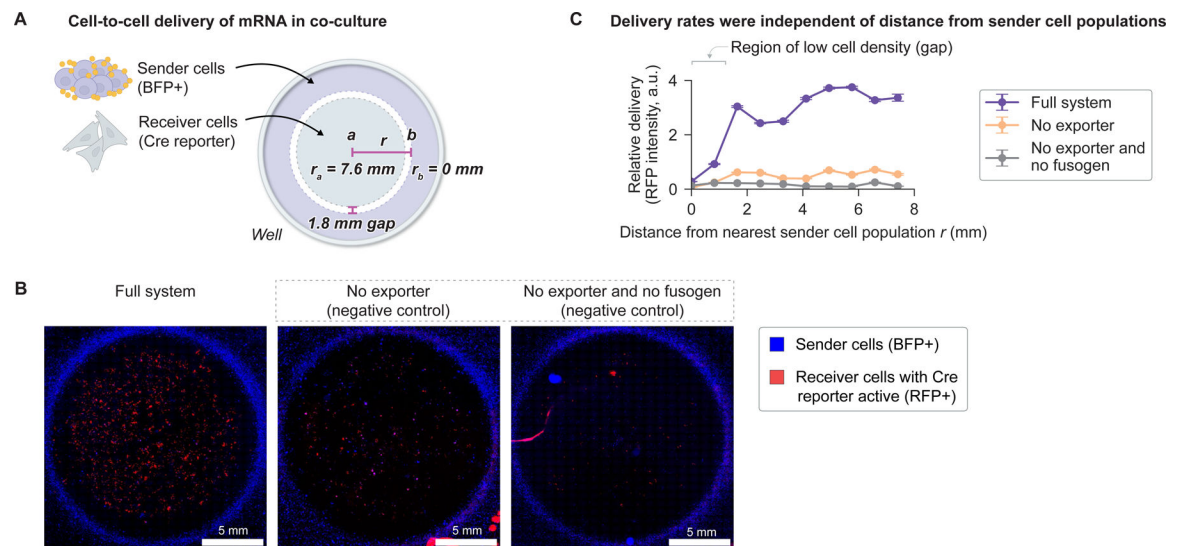 A Cell-to-cell delivery of mRNA in co-culture
Sender cells
(BFP+)
Receiver cells
(Cre reporter)
a
r
b
rₐ = 7.6 mm
r_b = 0 mm
1.8 mm gap
Well
C Delivery rates were independent of distance from sender cell populations
Region of low cell density (gap)
Relative delivery
(RFP intensity, a.u.)
4
2
0
0 2 4 6 8
Distance from nearest sender cell population r (mm)
Full system
No exporter
No exporter and
no fusogen
B
Full system
No exporter
(negative control)
No exporter and no fusogen
(negative control)
5 mm
5 mm
5 mm
Sender cells (BFP+)
Receiver cells with Cre
reporter active (RFP+)